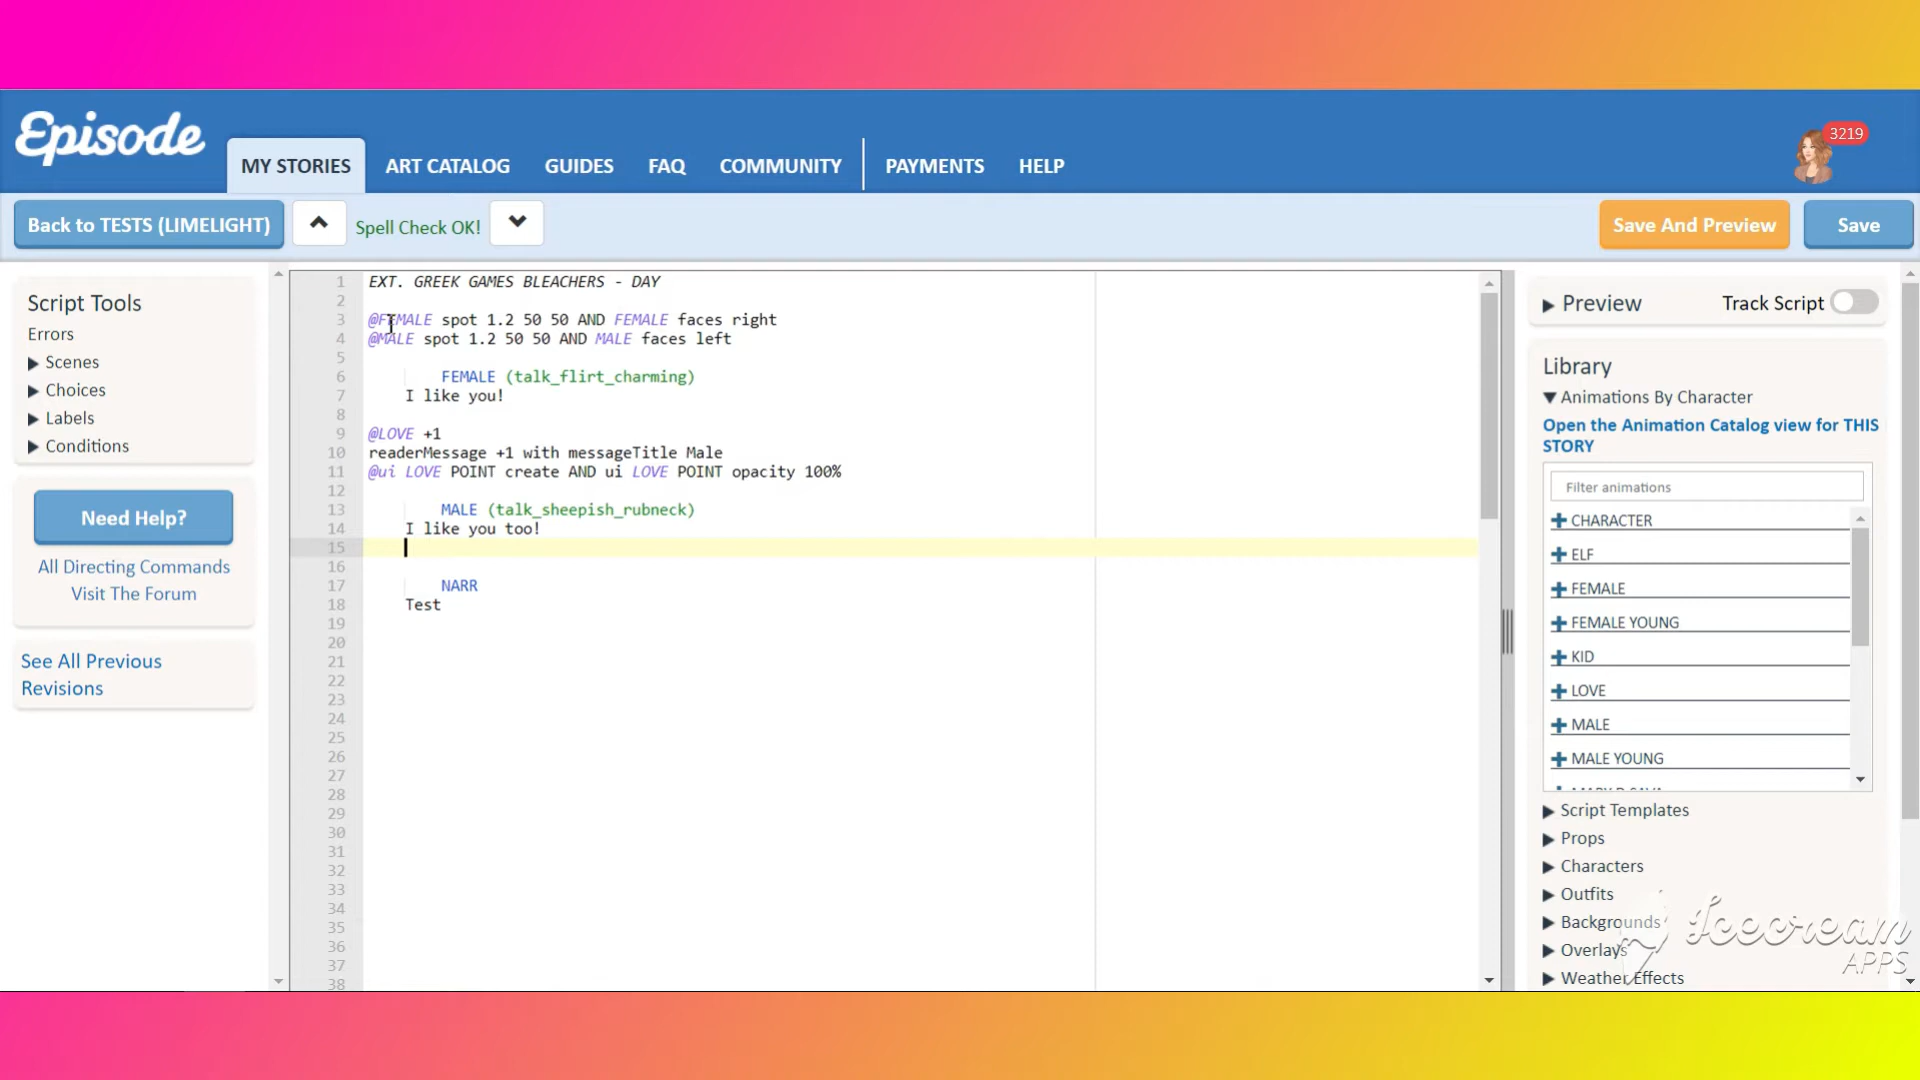 Episode
MY STORIES
ART CATALOG
GUIDES
FAQ
COMMUNITY
PAYMENTS
HELP
3219
Back to TESTS (LIMELIGHT)
Spell Check OK!
Save And Preview
Save
Script Tools
Errors
Scenes
Choices
Labels
Conditions
Need Help?
All Directing Commands
Visit The Forum
See All Previous
Revisions
1 EXT. GREEK GAMES BLEACHERS - DAY
2
3 @FEMALE spot 1.2 50 50 AND FEMALE faces right
4 @MALE spot 1.2 50 50 AND MALE faces left
5
6 FEMALE (talk_flirt_charming)
7 I like you!
8
9 @LOVE +1
10 readerMessage +1 with messageTitle Male
11 @ui LOVE POINT create AND ui LOVE POINT opacity 100%
12
13 MALE (talk_sheepish_rubneck)
14 I like you too!
15
16
17 NARR
18 Test
19
20
21
22
23
24
25
26
27
28
29
30
31
32
33
34
35
36
37
38
Preview
Track Script
Library
Animations By Character
Open the Animation Catalog view for THIS
STORY
Filter animations
CHARACTER
ELF
FEMALE
FEMALE YOUNG
KID
LOVE
MALE
MALE YOUNG
Script Templates
Props
Characters
Outfits
Backgrounds
Overlays
Weather Effects
Icecream
APPS